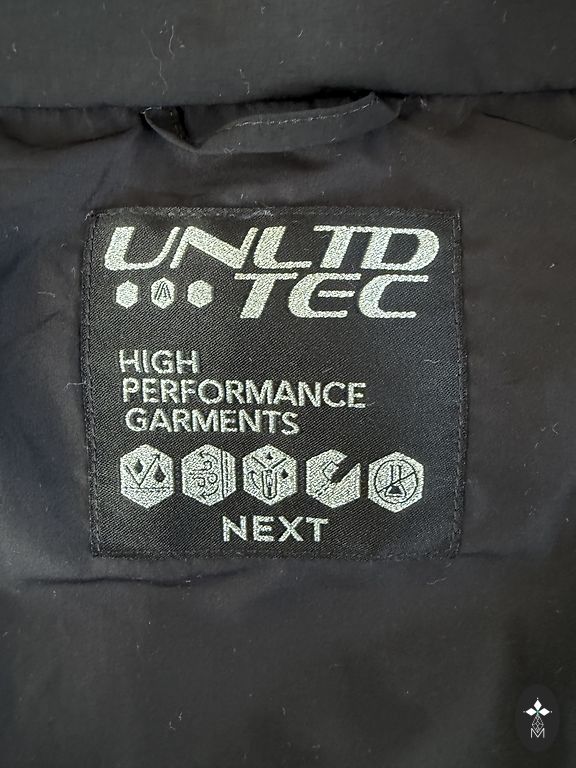 UNLTD
TEC
HIGH
PERFORMANCE
GARMENTS
NEXT
M